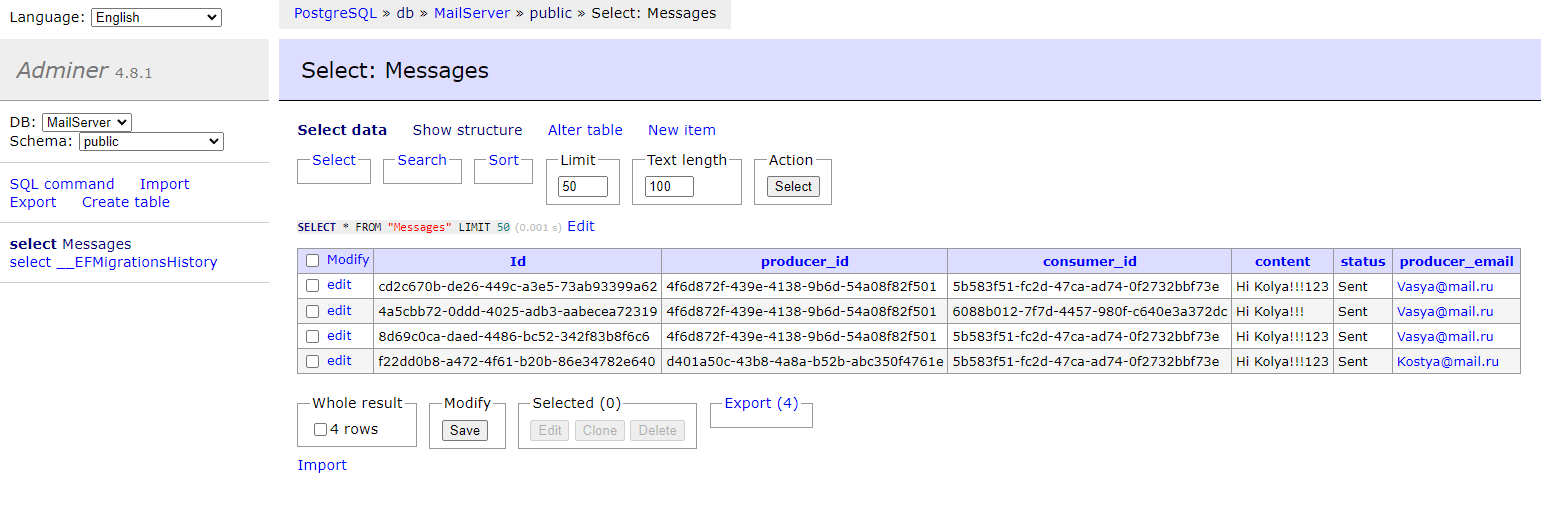 Language: English
PostgreSQL » db » MailServer » public » Select: Messages
Adminer 4.8.1
Select: Messages
DB: MailServer
Schema: public
SQL command Import
Export Create table
select Messages
select __EFMigrationsHistory
Select data Show structure Alter table New item
Select Search Sort Limit Text length Action
50 100 Select
SELECT * FROM "Messages" LIMIT 50 (0.001 s) Edit
Modify Id producer_id consumer_id content status producer_email
edit cd2c670b-de26-449c-a3e5-73ab93399a62 4f6d872f-439e-4138-9b6d-54a08f82f501 5b583f51-fc2d-47ca-ad74-0f2732bbf73e Hi Kolya!!!123 Sent Vasya@mail.ru
edit 4a5cbb72-0ddd-4025-adb3-aabecea72319 4f6d872f-439e-4138-9b6d-54a08f82f501 6088b012-7f7d-4457-980f-c640e3a372dc Hi Kolya!!! Sent Vasya@mail.ru
edit 8d69c0ca-daed-4486-bc52-342f83b8f6c6 4f6d872f-439e-4138-9b6d-54a08f82f501 5b583f51-fc2d-47ca-ad74-0f2732bbf73e Hi Kolya!!!123 Sent Vasya@mail.ru
edit f22dd0b8-a472-4f61-b20b-86e34782e640 d401a50c-43b8-4a8a-b52b-abc350f4761e 5b583f51-fc2d-47ca-ad74-0f2732bbf73e Hi Kolya!!!123 Sent Kostya@mail.ru
Whole result Modify Selected (0) Export (4)
4 rows Save Edit Clone Delete
Import